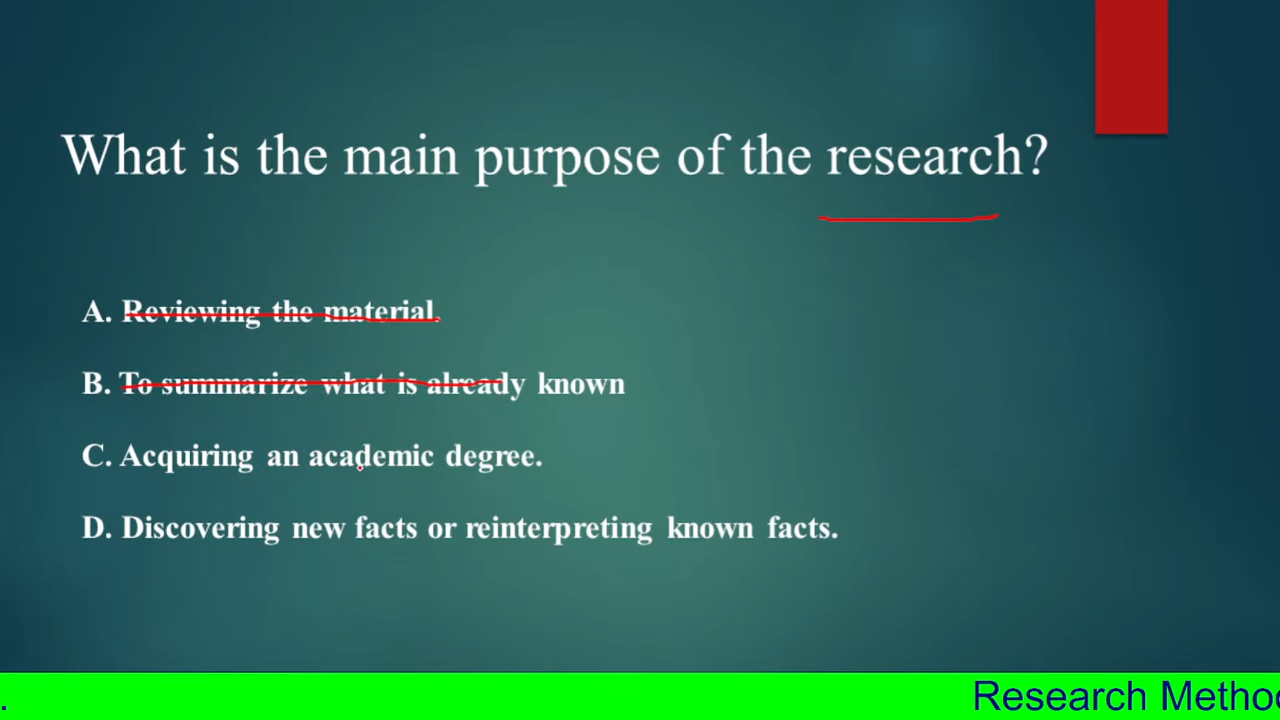 What is the main purpose of the research?
A. Reviewing the material.
B. To summarize what is already known
C. Acquiring an academic degree.
D. Discovering new facts or reinterpreting known facts.
. Research Metho